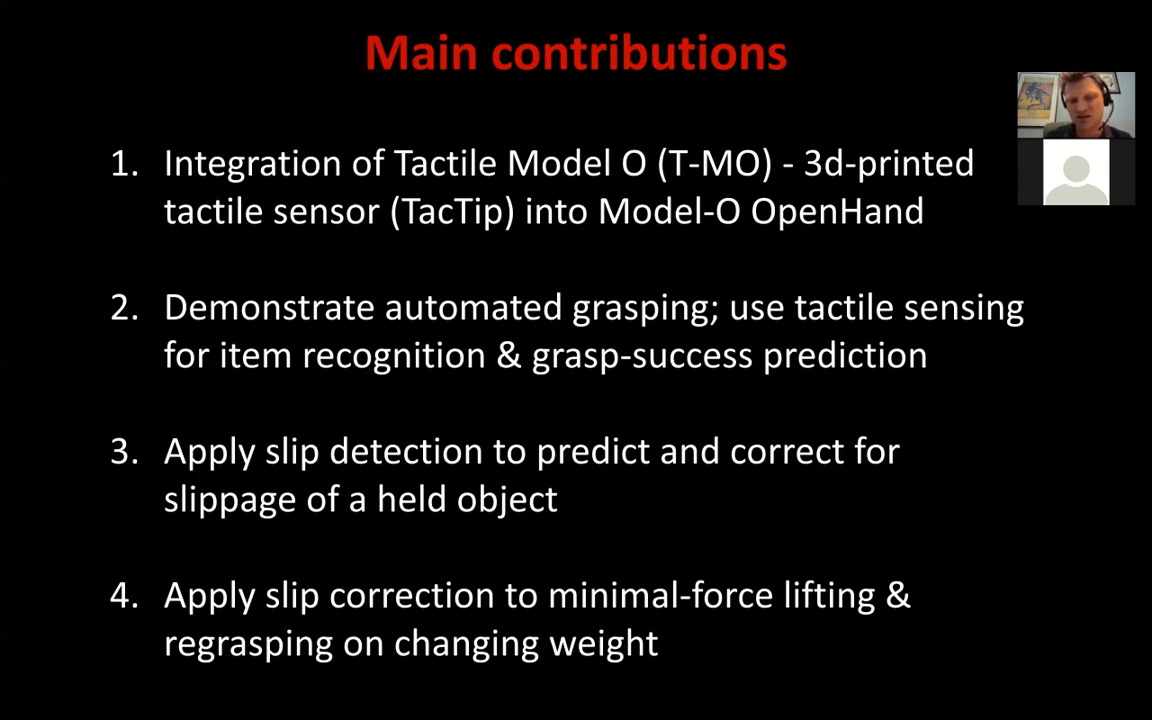 Main contributions
1. Integration of Tactile Model O (T-MO) - 3d-printed
tactile sensor (TacTip) into Model-O OpenHand
2. Demonstrate automated grasping; use tactile sensing
for item recognition & grasp-success prediction
3. Apply slip detection to predict and correct for
slippage of a held object
4. Apply slip correction to minimal-force lifting &
regrasping on changing weight